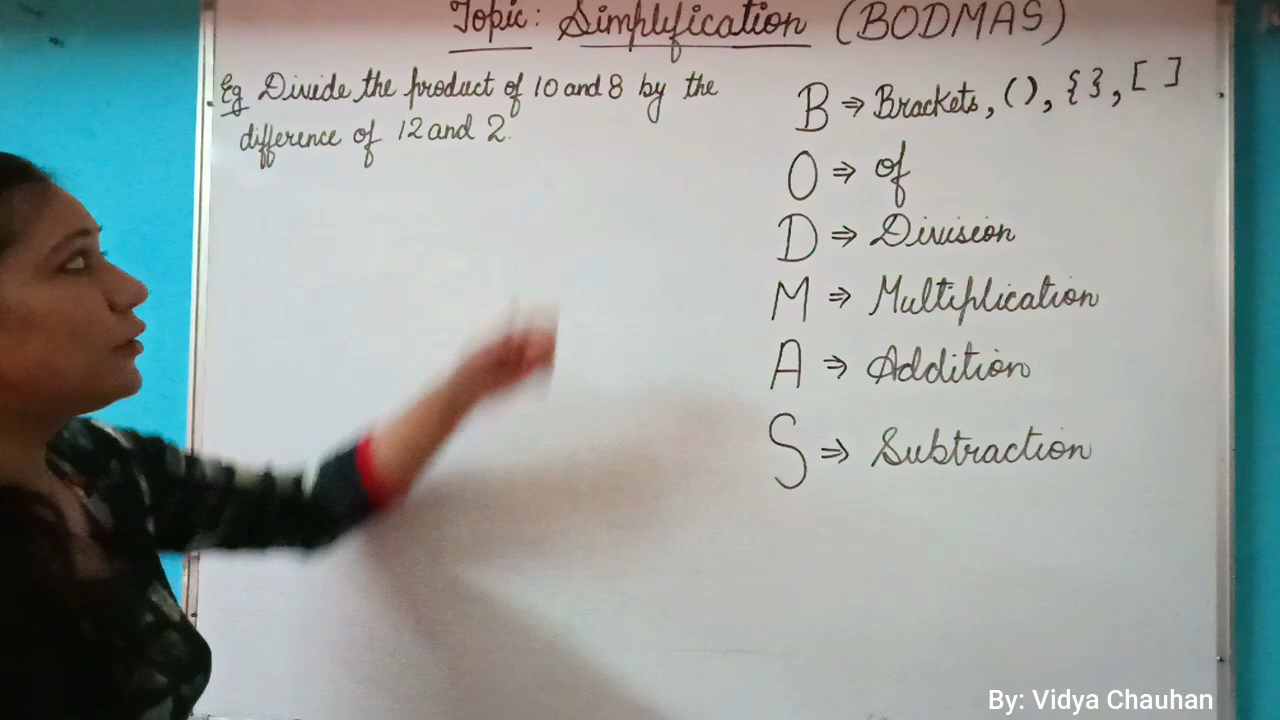 Topic: Simplification (BODMAS)
Eg Divide the product of 10 and 8 by the
difference of 12 and 2.
B ⇒ Brackets, ( ), { }, [ ]
O ⇒ of
D ⇒ Division
M ⇒ Multiplication
A ⇒ Addition
S ⇒ Subtraction
By: Vidya Chauhan